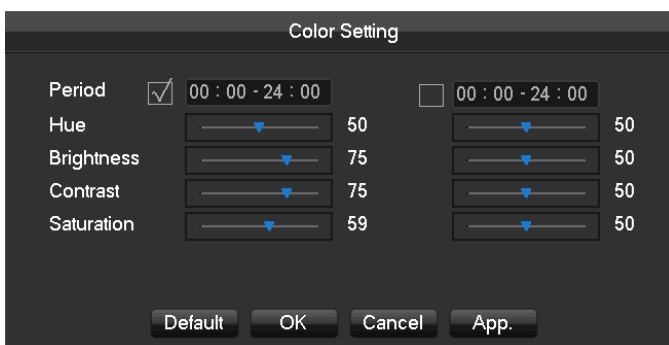 Color Setting
Period 00 : 00 - 24 : 00 00 : 00 - 24 : 00
Hue 50 50
Brightness 75 50
Contrast 75 50
Saturation 59 50
Default OK Cancel App.